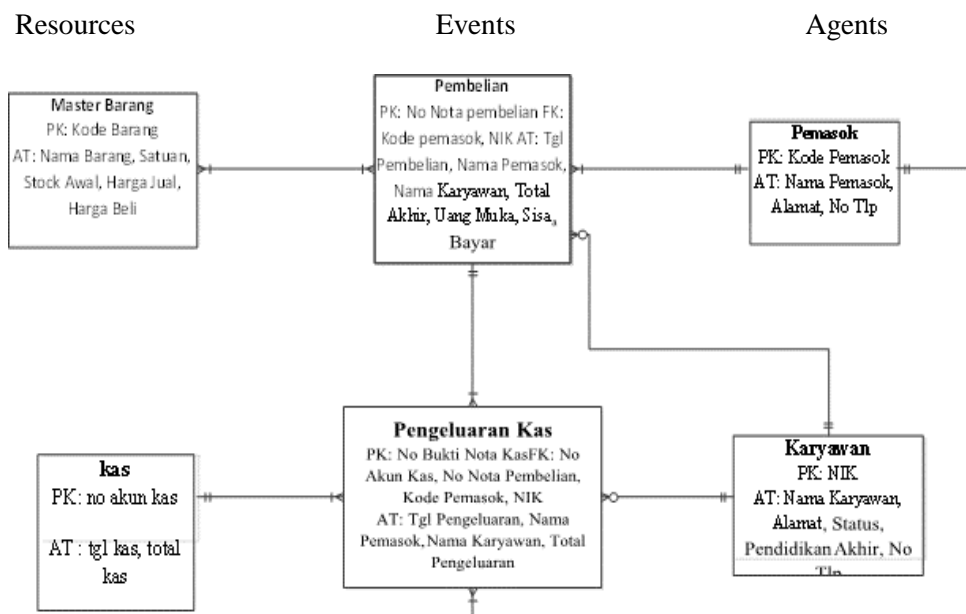 Resources
Events
Agents
Master Barang
PK: Kode Barang
AT: Nama Barang, Satuan,
Stock Awal, Harga Jual,
Harga Beli
Pembelian
PK: No Nota pembelian FK:
Kode pemasok, NIK AT: Tgl
Pembelian, Nama Pemasok,
Nama Karyawan, Total
Akhir, Uang Muka, Sisa,
Bayar
Pemasok
PK: Kode Pemasok
AT: Nama Pemasok,
Alamat, No Tlp
kas
PK: no akun kas
AT : tgl kas, total
kas
Pengeluaran Kas
PK: No Bukti Nota KasFK: No
Akun Kas, No Nota Pembelian,
Kode Pemasok, NIK
AT: Tgl Pengeluaran, Nama
Pemasok,Nama Karyawan, Total
Pengeluaran
Karyawan
PK: NIK
AT: Nama Karyawan,
Alamat, Status,
Pendidikan Akhir, No
Tlp